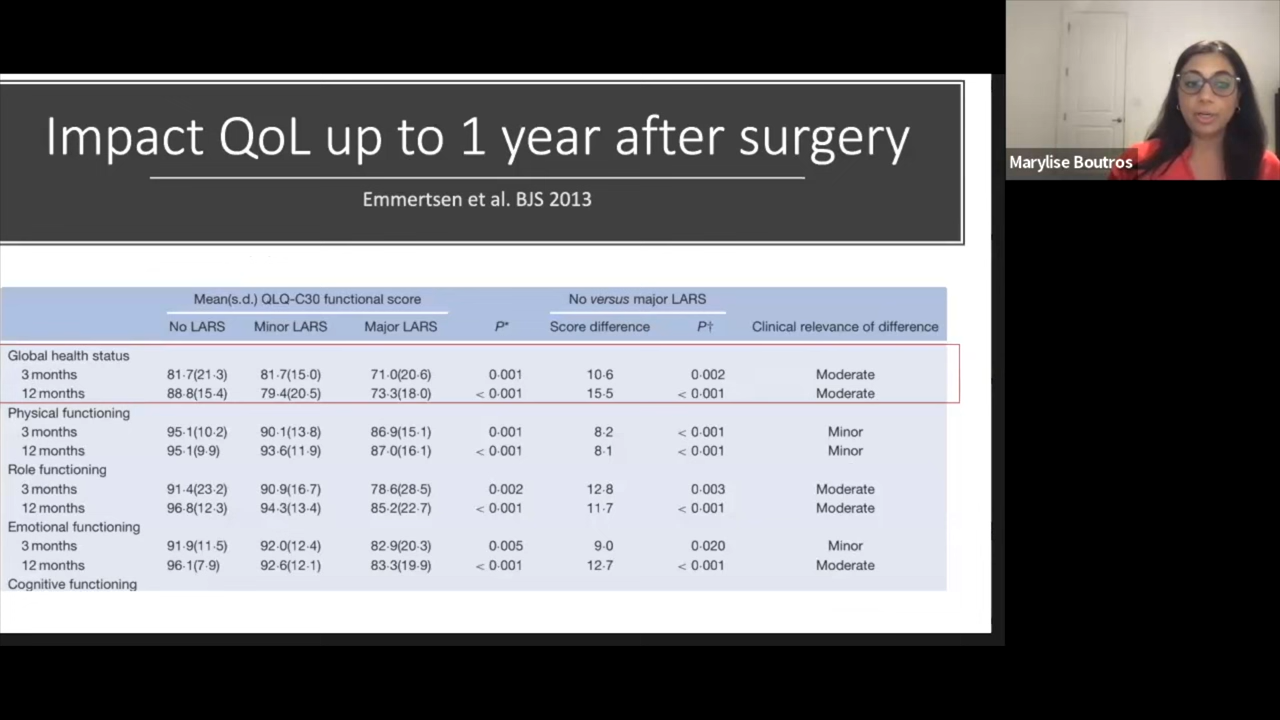 Impact QoL up to 1 year after surgery
Emmertsen et al. BJS 2013
Marylise Boutros
Mean(s.d.) QLQ-C30 functional score No versus major LARS
No LARS Minor LARS Major LARS P* Score difference P† Clinical relevance of difference
Global health status
3 months 81·7(21·3) 81·7(15·0) 71·0(20·6) 0·001 10·6 0·002 Moderate
12 months 88·8(15·4) 79·4(20·5) 73·3(18·0) < 0·001 15·5 < 0·001 Moderate
Physical functioning
3 months 95·1(10·2) 90·1(13·8) 86·9(15·1) 0·001 8·2 < 0·001 Minor
12 months 95·1(9·9) 93·6(11·9) 87·0(16·1) < 0·001 8·1 < 0·001 Minor
Role functioning
3 months 91·4(23·2) 90·9(16·7) 78·6(28·5) 0·002 12·8 0·003 Moderate
12 months 96·8(12·3) 94·3(13·4) 85·2(22·7) < 0·001 11·7 < 0·001 Moderate
Emotional functioning
3 months 91·9(11·5) 92·0(12·4) 82·9(20·3) 0·005 9·0 0·020 Minor
12 months 96·1(7·9) 92·6(12·1) 83·3(19·9) < 0·001 12·7 < 0·001 Moderate
Cognitive functioning